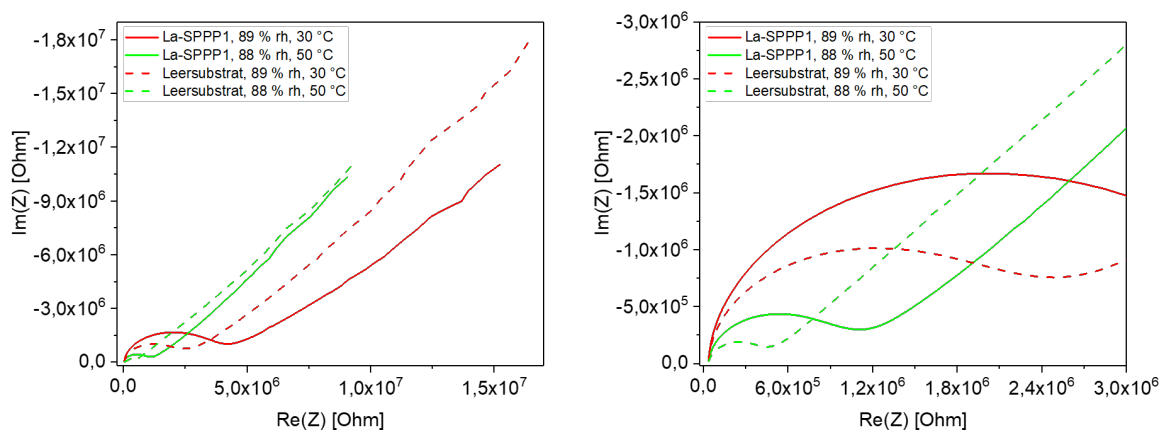 La-SPPP1, 89 % rh, 30 °C
La-SPPP1, 88 % rh, 50 °C
Leersubstrat, 89 % rh, 30 °C
Leersubstrat, 88 % rh, 50 °C
-1,8x10⁷
-1,5x10⁷
-1,2x10⁷
-9,0x10⁶
-6,0x10⁶
-3,0x10⁶
0,0
Im(Z) [Ohm]
0,0
5,0x10⁶
1,0x10⁷
1,5x10⁷
Re(Z) [Ohm]
La-SPPP1, 89 % rh, 30 °C
La-SPPP1, 88 % rh, 50 °C
Leersubstrat, 89 % rh, 30 °C
Leersubstrat, 88 % rh, 50 °C
-3,0x10⁶
-2,5x10⁶
-2,0x10⁶
-1,5x10⁶
-1,0x10⁶
-5,0x10⁵
0,0
Im(Z) [Ohm]
0,0
6,0x10⁵
1,2x10⁶
1,8x10⁶
2,4x10⁶
3,0x10⁶
Re(Z) [Ohm]